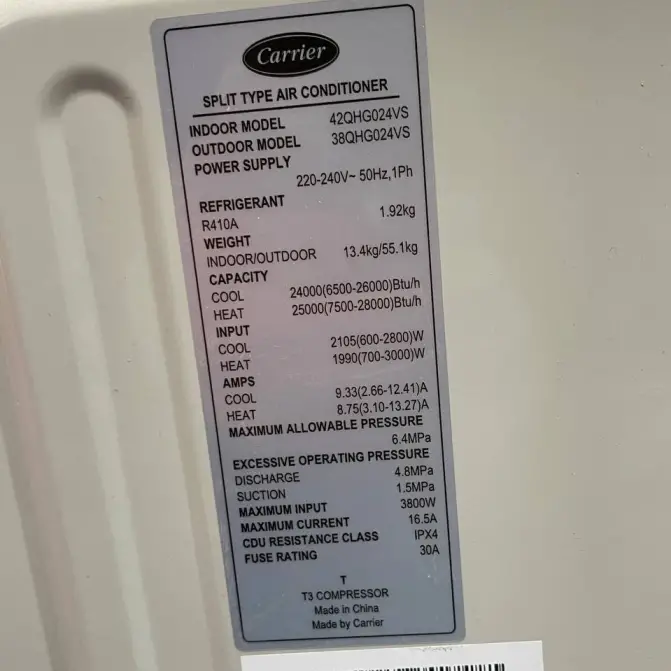 Carrier
SPLIT TYPE AIR CONDITIONER
INDOOR MODEL 42QHG024VS
OUTDOOR MODEL 38QHG024VS
POWER SUPPLY
220-240V~ 50Hz,1Ph
REFRIGERANT
R410A 1.92kg
WEIGHT
INDOOR/OUTDOOR 13.4kg/55.1kg
CAPACITY
COOL 24000(6500-26000)Btu/h
HEAT 25000(7500-28000)Btu/h
INPUT
COOL 2105(600-2800)W
HEAT 1990(700-3000)W
AMPS
COOL 9.33(2.66-12.41)A
HEAT 8.75(3.10-13.27)A
MAXIMUM ALLOWABLE PRESSURE
6.4MPa
EXCESSIVE OPERATING PRESSURE
DISCHARGE 4.8MPa
SUCTION 1.5MPa
MAXIMUM INPUT 3800W
MAXIMUM CURRENT 16.5A
CDU RESISTANCE CLASS IPX4
FUSE RATING 30A
T
T3 COMPRESSOR
Made in China
Made by Carrier